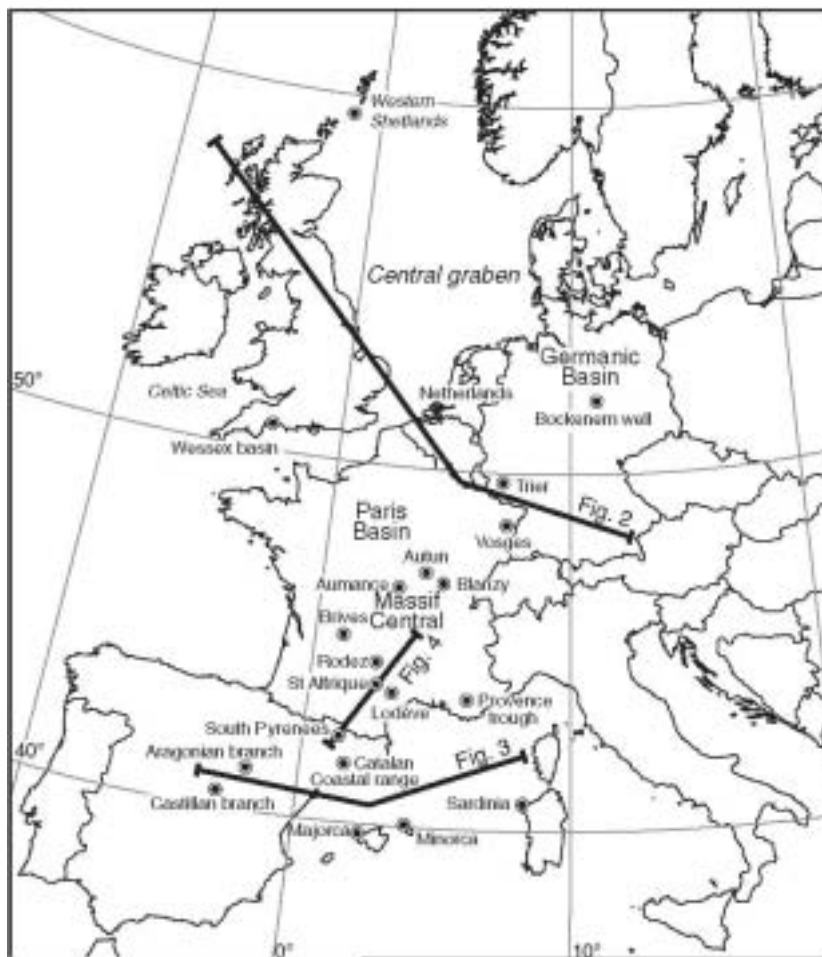 Western
Shetlands
Central graben
Germanic
Basin
50°
Celtic Sea
Netherlands
Bockenem well
Wessex basin
Trier
Fig. 2
Paris
Basin
Vosges
Autun
Aumance
Blanzy
Massif
Central
Brives
Fig. 4
Rodez
St Affrique
Lodève
Provence
trough
South Pyrenees
40°
Aragonian branch
Fig. 3
Catalan
Coastal range
Castillan branch
Sardinia
Majorca
Minorca
0°
10°